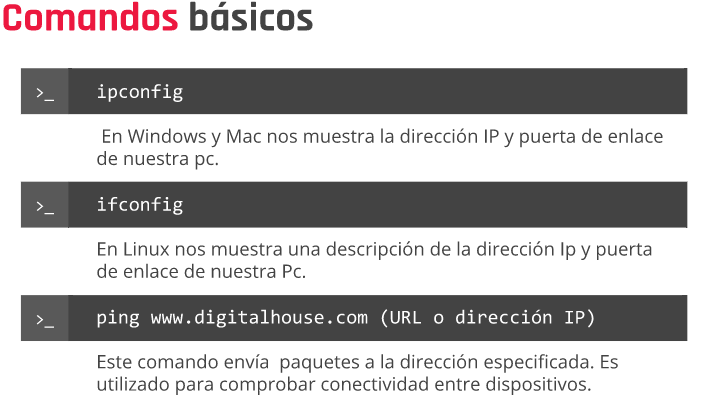 Comandos básicos
>_ ipconfig
En Windows y Mac nos muestra la dirección IP y puerta de enlace
de nuestra pc.
>_ ifconfig
En Linux nos muestra una descripción de la dirección Ip y puerta
de enlace de nuestra Pc.
>_ ping www.digitalhouse.com (URL o dirección IP)
Este comando envía  paquetes a la dirección especificada. Es
utilizado para comprobar conectividad entre dispositivos.